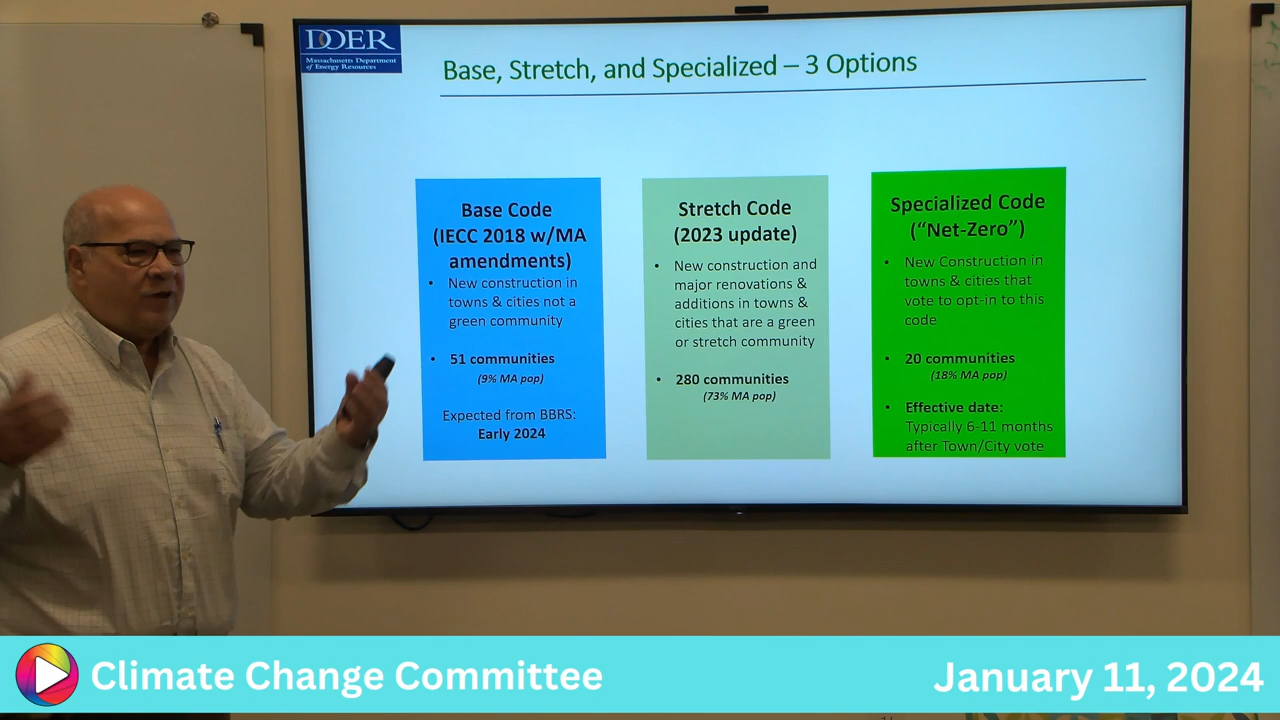 DOER
Massachusetts Department
of Energy Resources
Base, Stretch, and Specialized – 3 Options
Base Code
(IECC 2018 w/MA
amendments)
• New construction in
towns & cities not a
green community
• 51 communities
(9% MA pop)
Expected from BBRS:
Early 2024
Stretch Code
(2023 update)
• New construction and
major renovations &
additions in towns &
cities that are a green
or stretch community
• 280 communities
(73% MA pop)
Specialized Code
(“Net-Zero”)
• New Construction in
towns & cities that
vote to opt-in to this
code
• 20 communities
(18% MA pop)
• Effective date:
Typically 6-11 months
after Town/City vote
Climate Change Committee
January 11, 2024